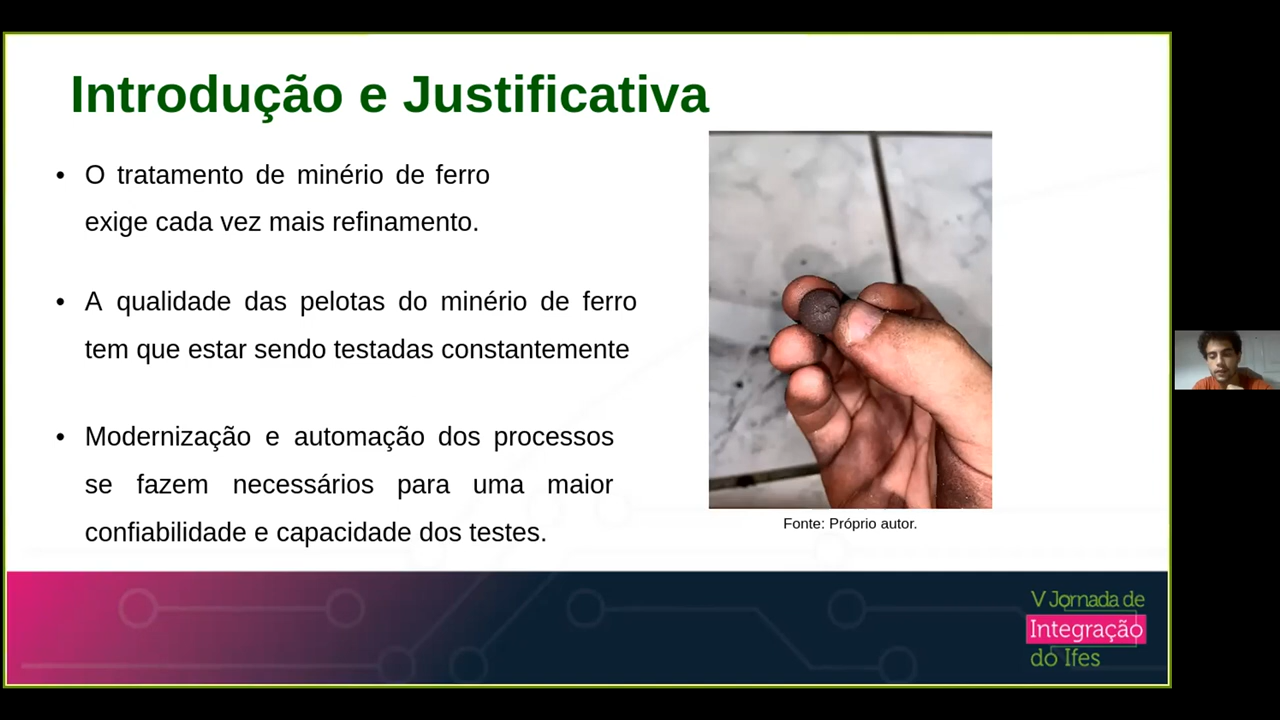 Introdução e Justificativa
• O tratamento de minério de ferro
exige cada vez mais refinamento.
• A qualidade das pelotas do minério de ferro
tem que estar sendo testadas constantemente
• Modernização e automação dos processos
se fazem necessários para uma maior
confiabilidade e capacidade dos testes.
Fonte: Próprio autor.
V Jornada de
Integração
do Ifes